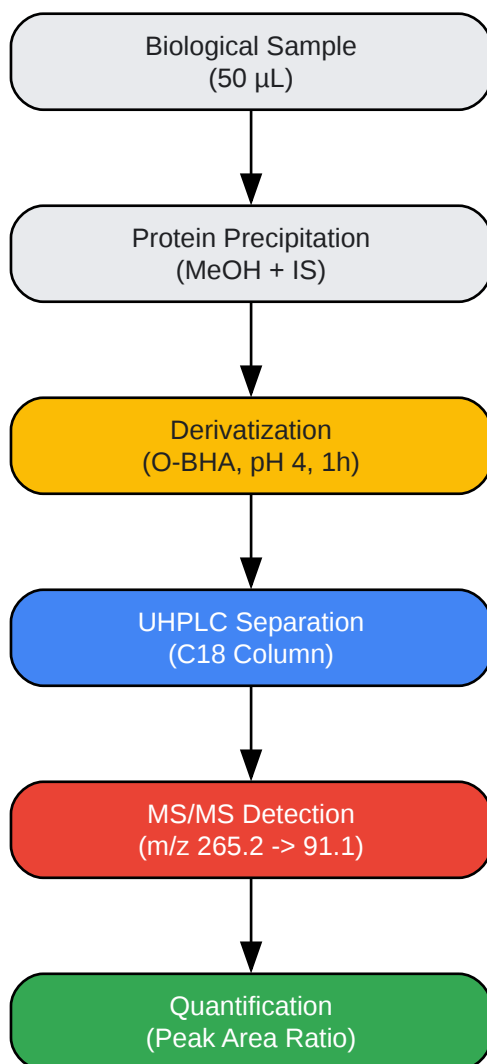 Biological Sample
(50 µL)
Protein Precipitation
(MeOH + IS)
Derivatization
(O-BHA, pH 4, 1h)
UHPLC Separation
(C18 Column)
MS/MS Detection
(m/z 265.2 -> 91.1)
Quantification
(Peak Area Ratio)